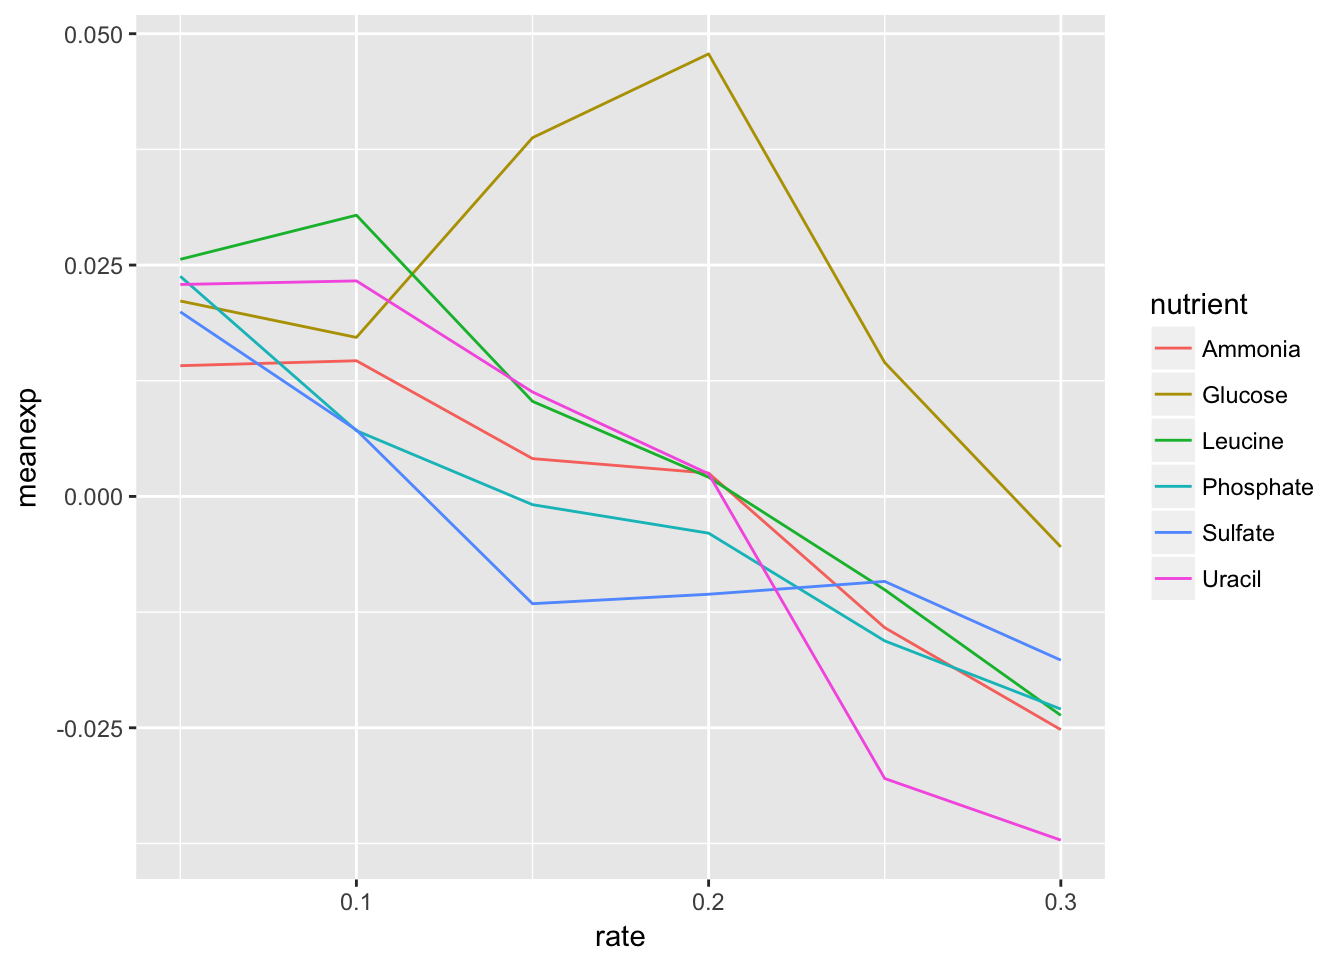 0.050
0.025
0.000
-0.025
meanexp
0.1
0.2
0.3
rate
nutrient
Ammonia
Glucose
Leucine
Phosphate
Sulfate
Uracil